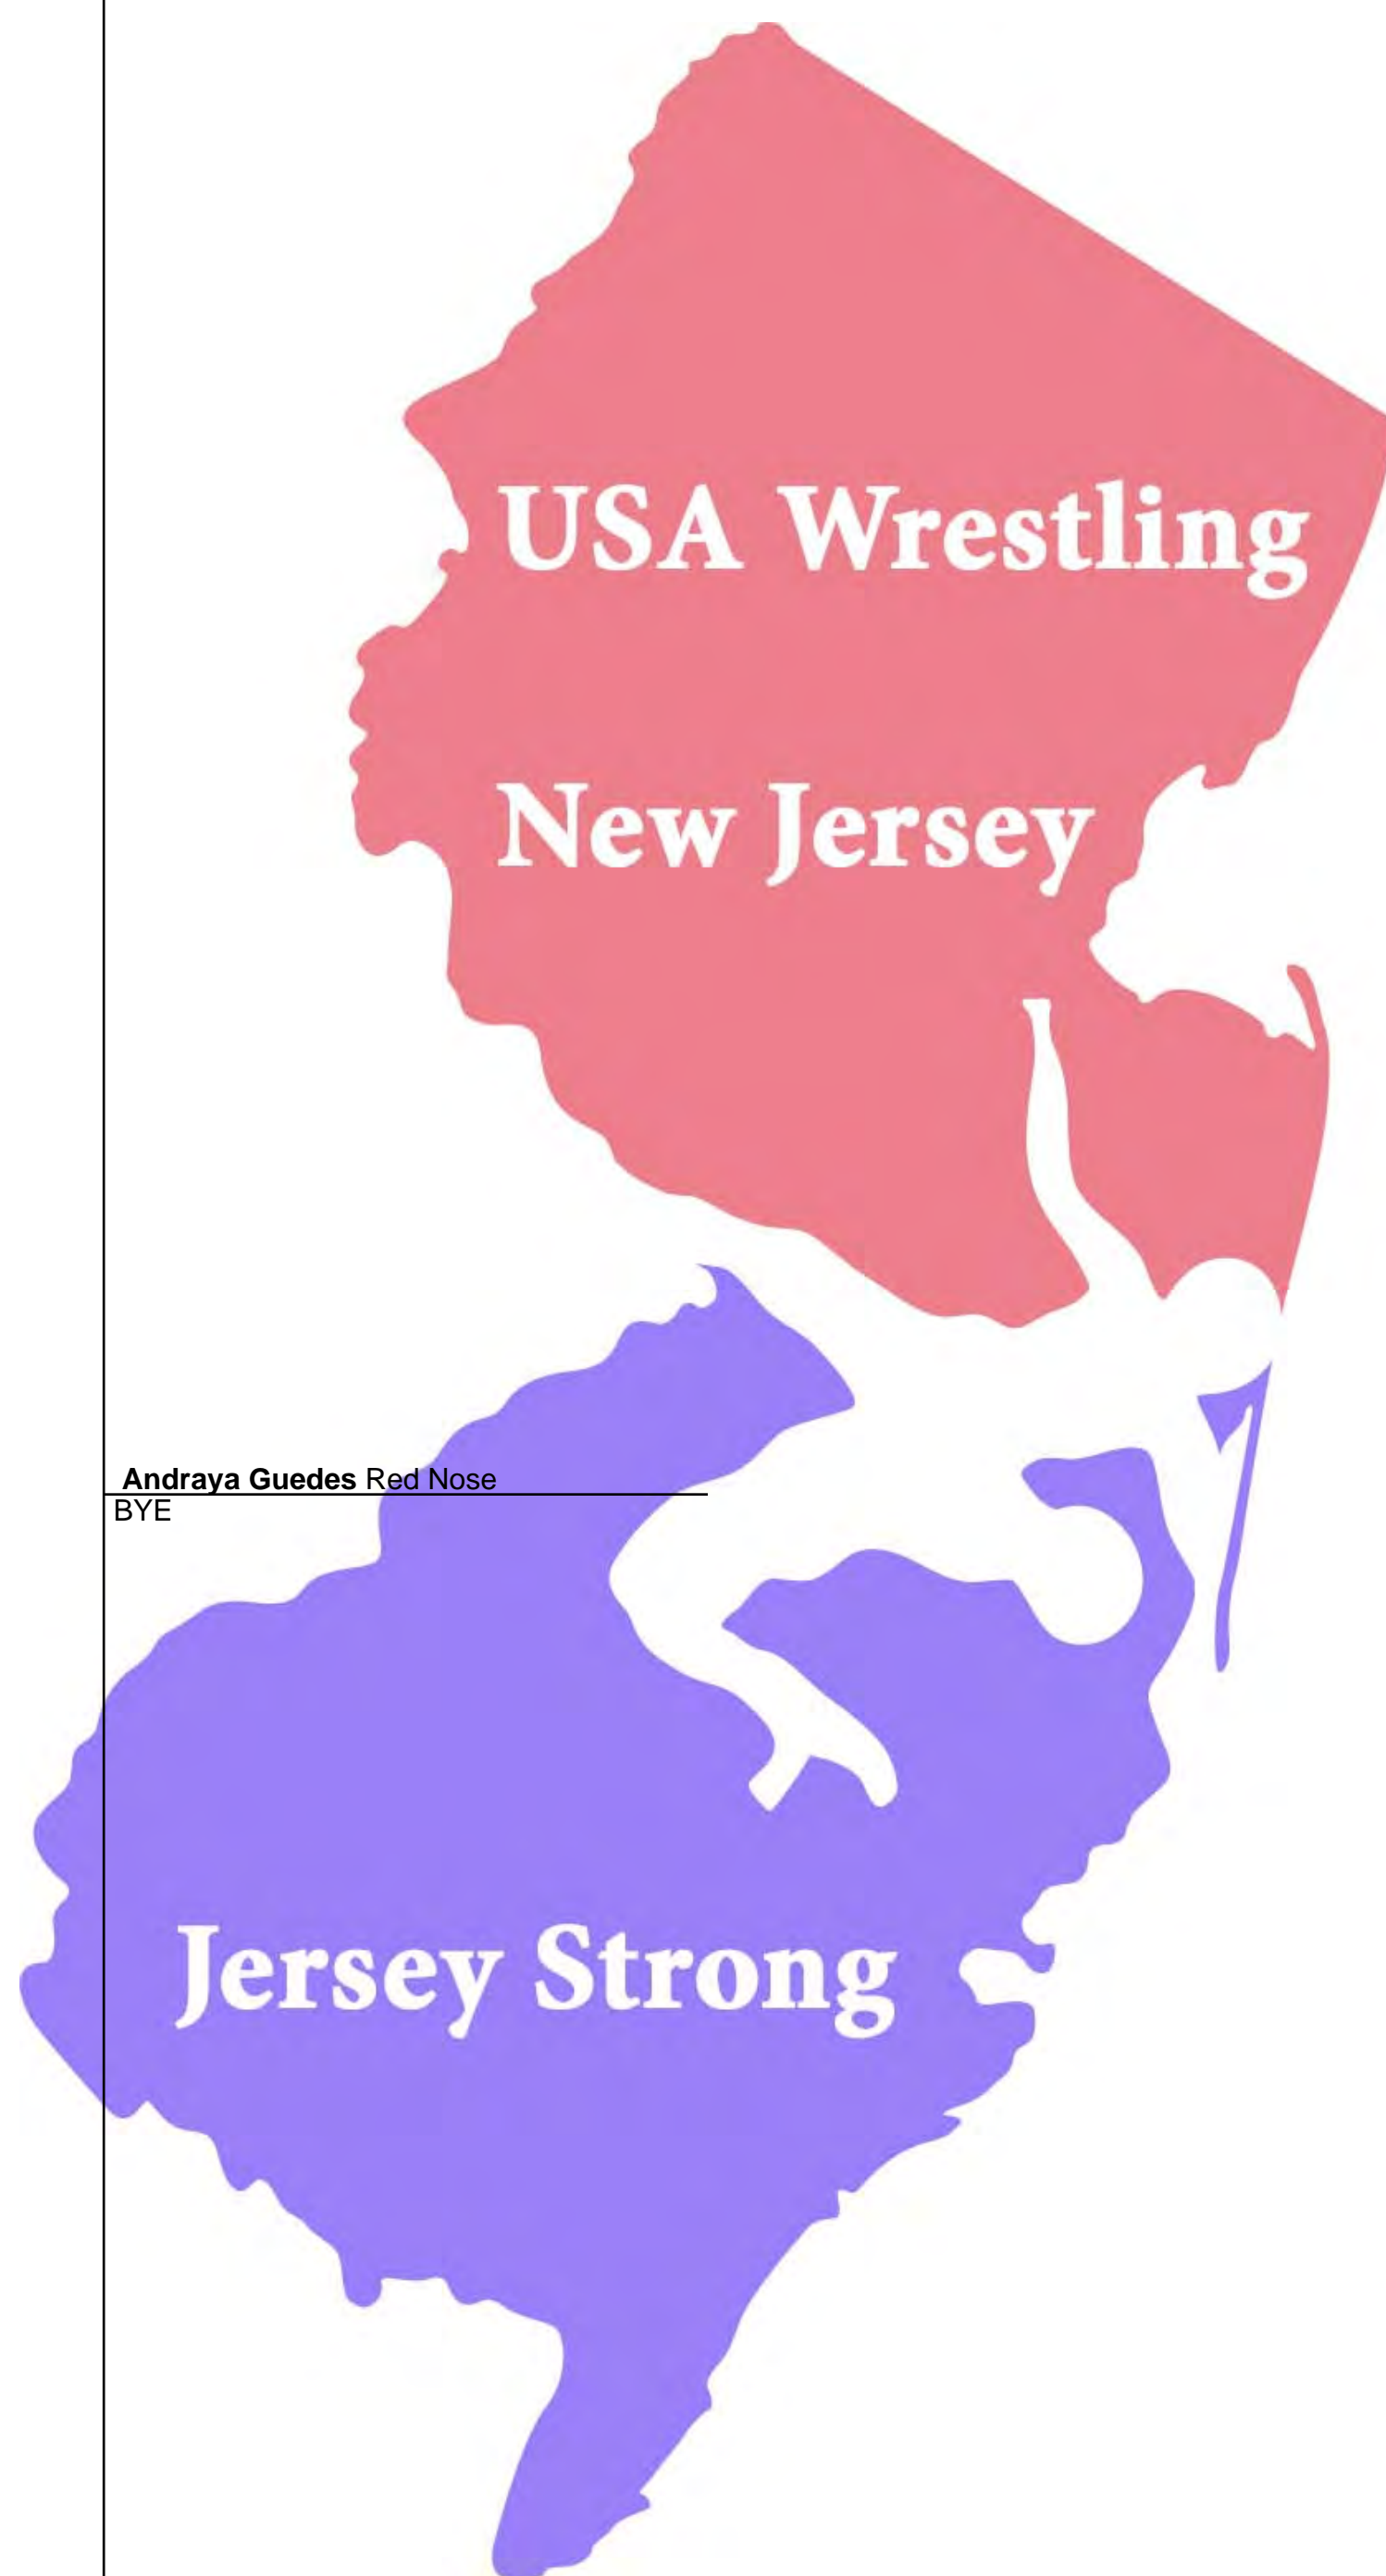 USA Wrestling
New Jersey
Andraya Guedes Red Nose
BYE
Jersey Strong